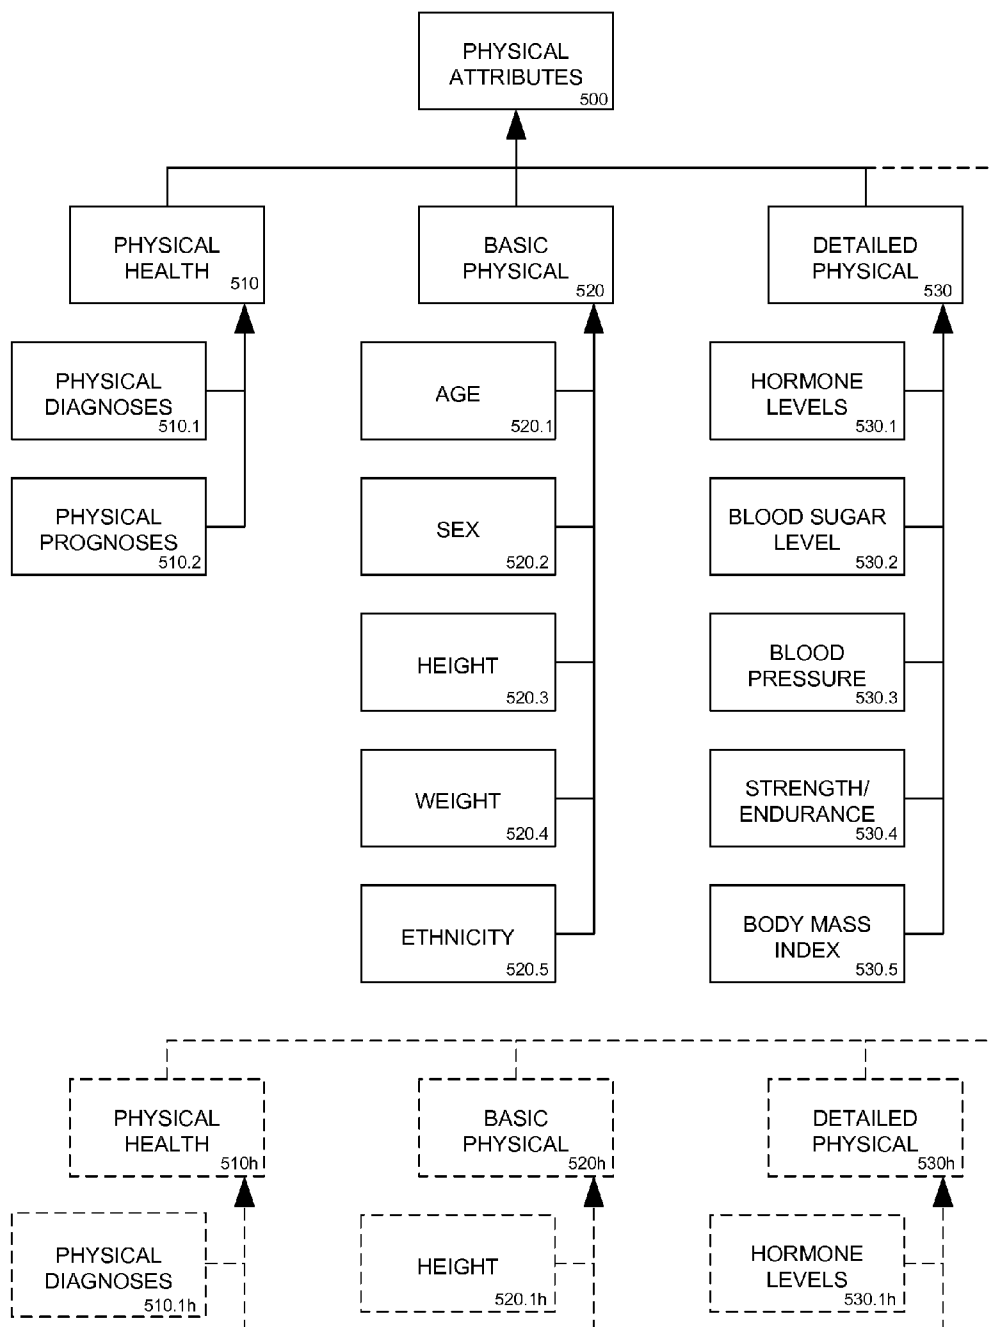 PHYSICAL
ATTRIBUTES
500
PHYSICAL
HEALTH
510
BASIC
PHYSICAL
520
DETAILED
PHYSICAL
530
PHYSICAL
DIAGNOSES
510.1
PHYSICAL
PROGNOSES
510.2
AGE
520.1
SEX
520.2
HEIGHT
520.3
WEIGHT
520.4
ETHNICITY
520.5
HORMONE
LEVELS
530.1
BLOOD SUGAR
LEVEL
530.2
BLOOD
PRESSURE
530.3
STRENGTH/
ENDURANCE
530.4
BODY MASS
INDEX
530.5
PHYSICAL
HEALTH
510h
BASIC
PHYSICAL
520h
DETAILED
PHYSICAL
530h
PHYSICAL
DIAGNOSES
510.1h
HEIGHT
520.1h
HORMONE
LEVELS
530.1h